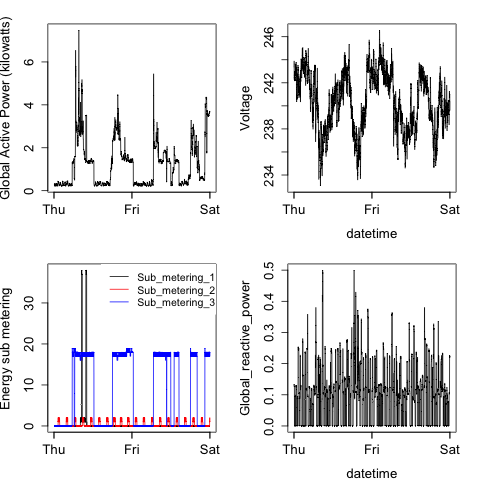 Global Active Power (kilowatts)
0 2 4 6
Thu Fri Sat
Voltage
234 238 242 246
Thu Fri Sat
datetime
Energy sub metering
0 10 20 30
Sub_metering_1
Sub_metering_2
Sub_metering_3
Thu Fri Sat
Global_reactive_power
0.0 0.1 0.2 0.3 0.4 0.5
Thu Fri Sat
datetime